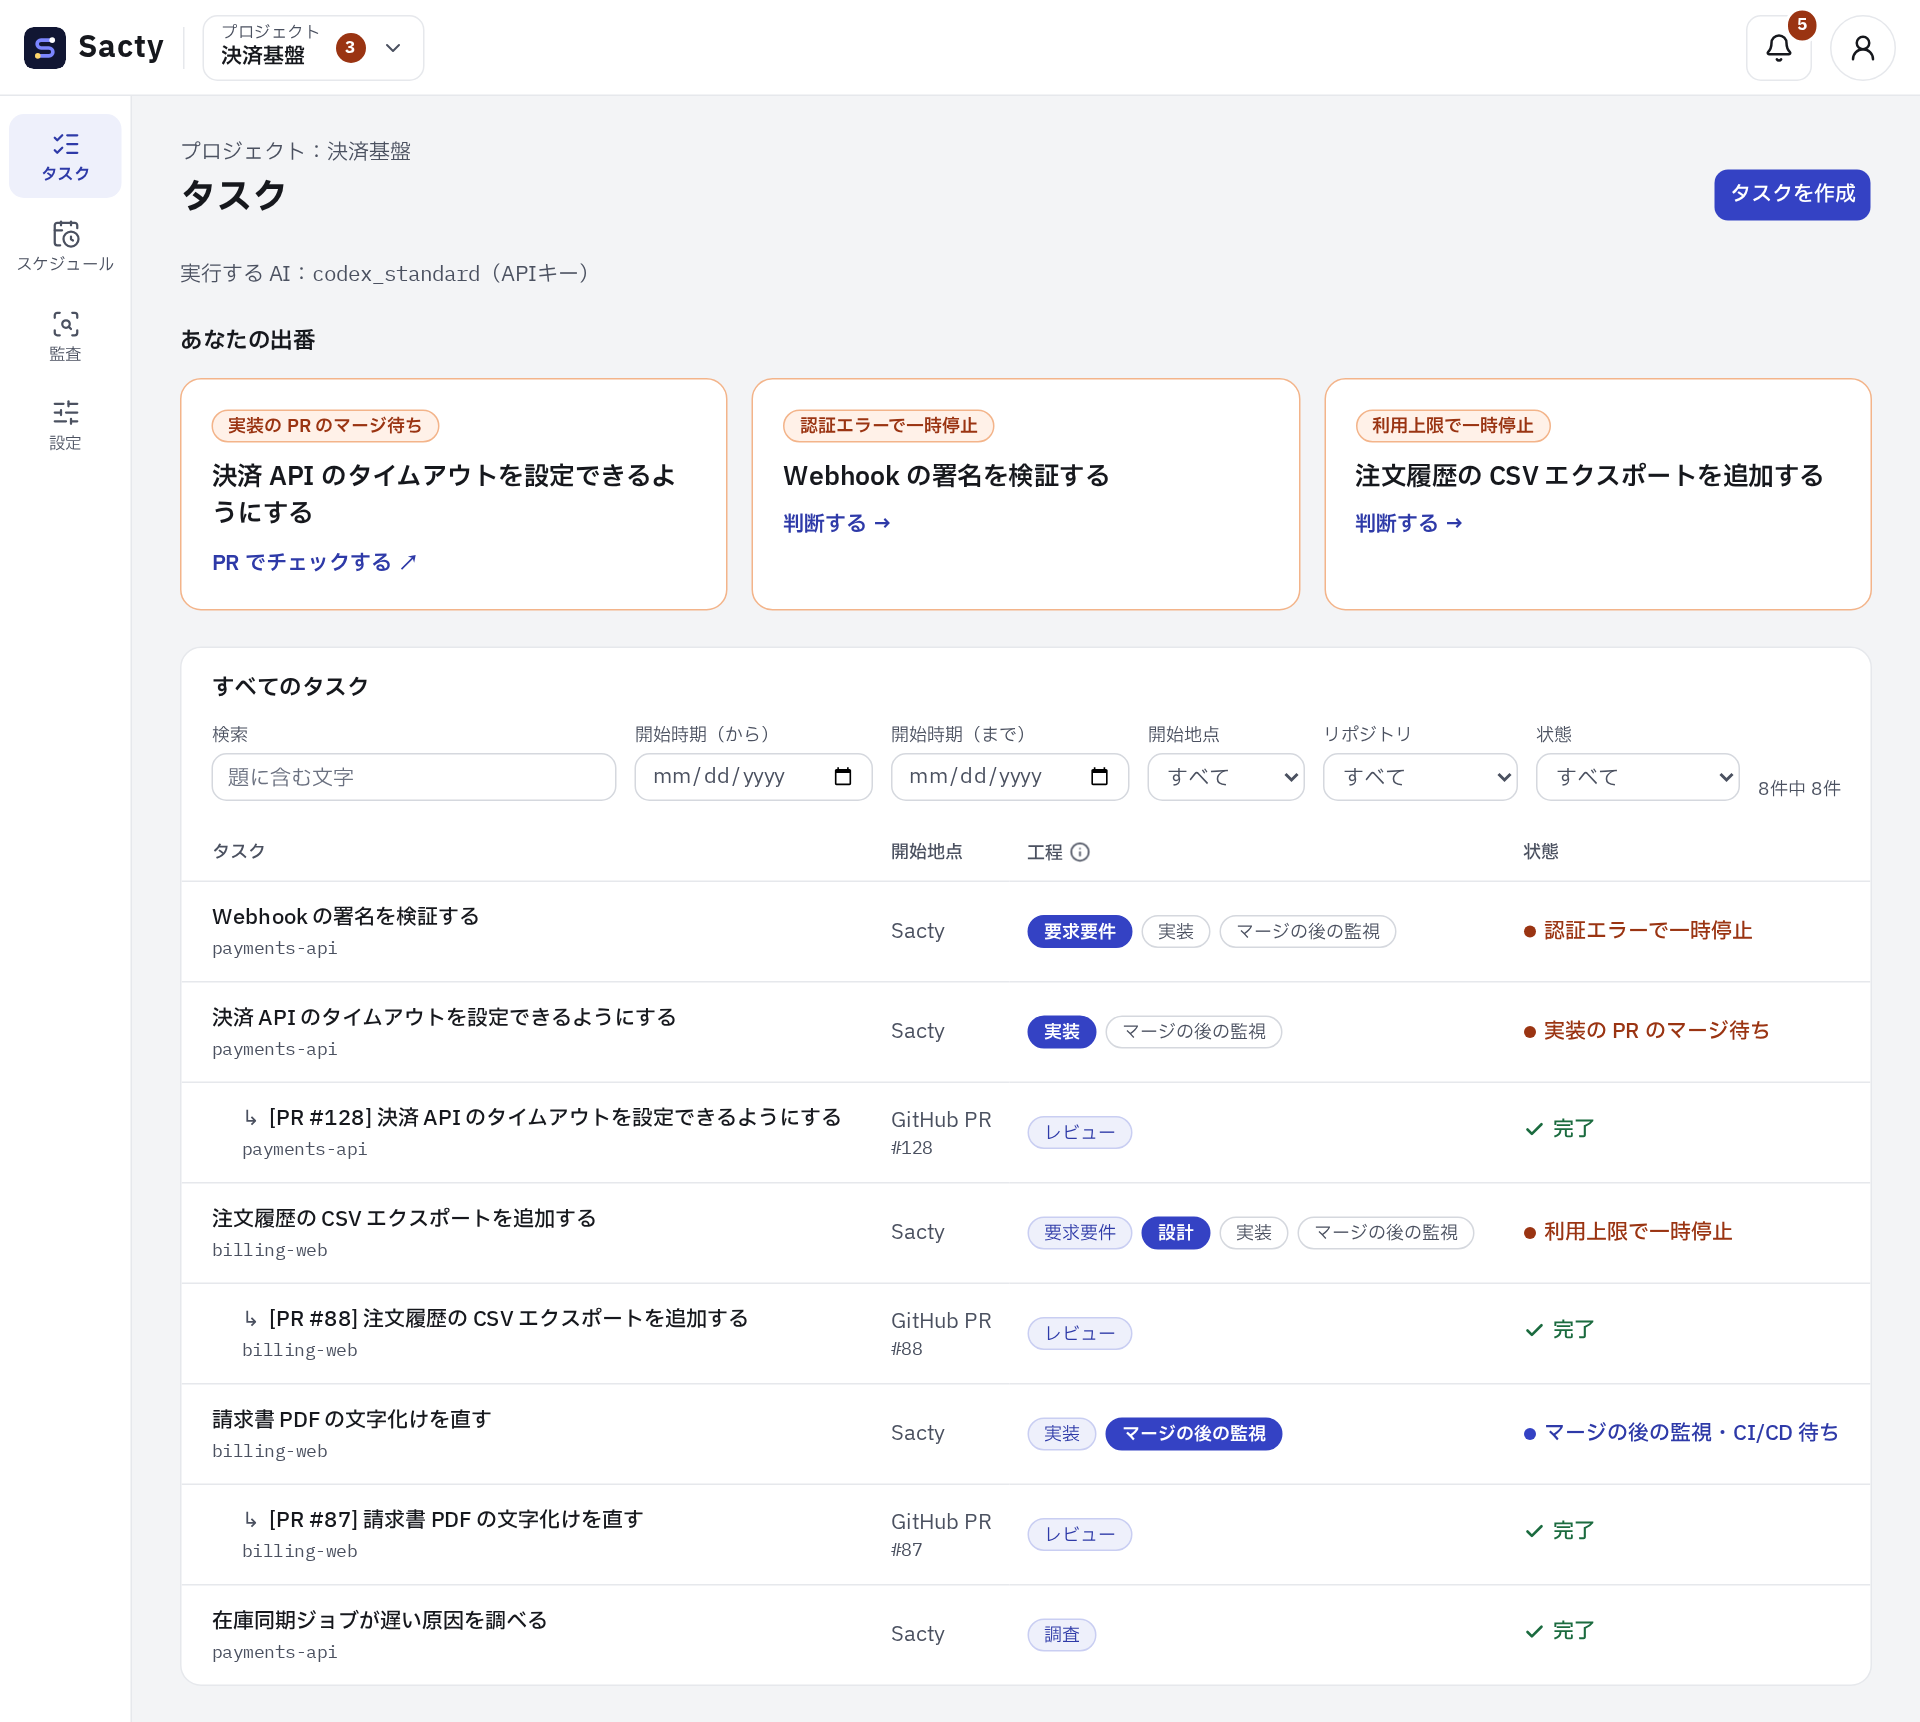 Sacty
プロジェクト
決済基盤
3
5
タスク
スケジュール
監査
設定
プロジェクト：決済基盤
タスク
タスクを作成
実行する AI：codex_standard（APIキー）
あなたの出番
実装の PR のマージ待ち
決済 API のタイムアウトを設定できるよ
うにする
PR でチェックする ↗
認証エラーで一時停止
Webhook の署名を検証する
判断する →
利用上限で一時停止
注文履歴の CSV エクスポートを追加する
判断する →
すべてのタスク
検索
題に含む文字
開始時期（から）
mm/dd/yyyy
開始時期（まで）
mm/dd/yyyy
開始地点
すべて
リポジトリ
すべて
状態
すべて
8件中 8件
タスク 開始地点 工程 状態
Webhook の署名を検証する
payments-api
Sacty
要求要件 実装 マージの後の監視
認証エラーで一時停止
決済 API のタイムアウトを設定できるようにする
payments-api
Sacty
実装 マージの後の監視
実装の PR のマージ待ち
↳ [PR #128] 決済 API のタイムアウトを設定できるようにする
payments-api
GitHub PR
#128
レビュー
完了
注文履歴の CSV エクスポートを追加する
billing-web
Sacty
要求要件 設計 実装 マージの後の監視
利用上限で一時停止
↳ [PR #88] 注文履歴の CSV エクスポートを追加する
billing-web
GitHub PR
#88
レビュー
完了
請求書 PDF の文字化けを直す
billing-web
Sacty
実装 マージの後の監視
マージの後の監視・CI/CD 待ち
↳ [PR #87] 請求書 PDF の文字化けを直す
billing-web
GitHub PR
#87
レビュー
完了
在庫同期ジョブが遅い原因を調べる
payments-api
Sacty
調査
完了